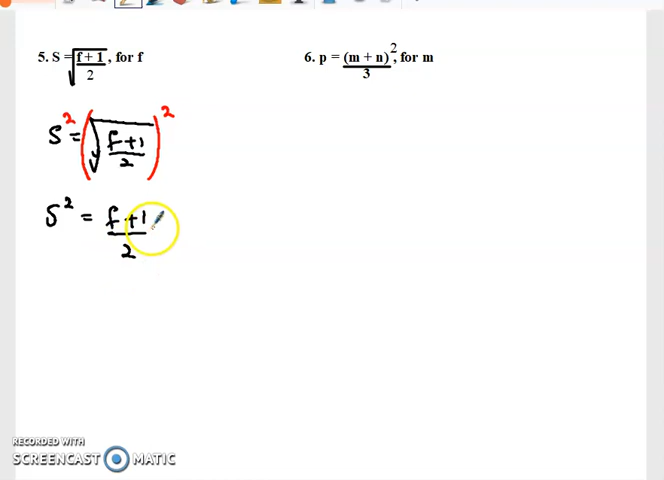 5. S = √(f + 1)/2, for f
6. p = (m + n)²/3, for m
S² = (√(f+1)/2)²
S² = (f+1)/2
RECORDED WITH
SCREENCAST MATIC